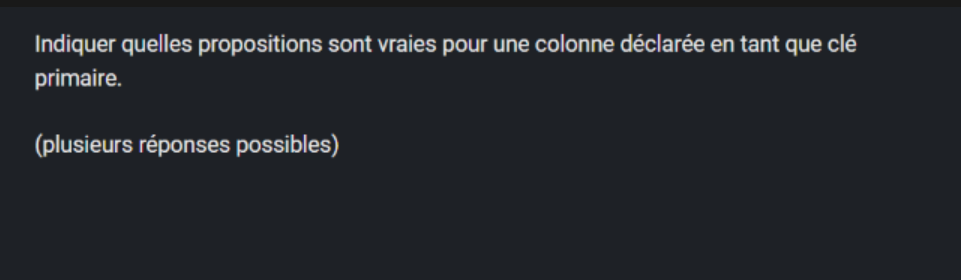 Indiquer quelles propositions sont vraies pour une colonne déclarée en tant que clé
primaire.
(plusieurs réponses possibles)